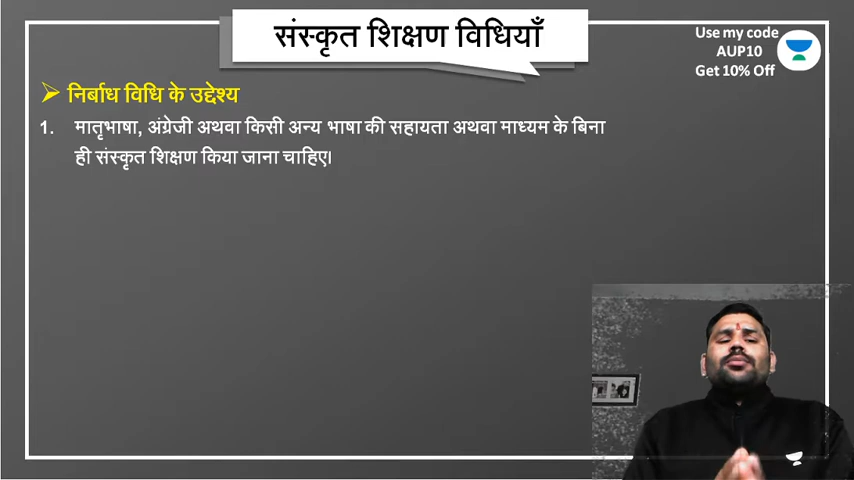 संस्कृत शिक्षण विधियाँ
Use my code
AUP10
Get 10% Off
निर्बाध विधि के उद्देश्य
1. मातृभाषा, अंग्रेजी अथवा किसी अन्य भाषा की सहायता अथवा माध्यम के बिना
ही संस्कृत शिक्षण किया जाना चाहिए।